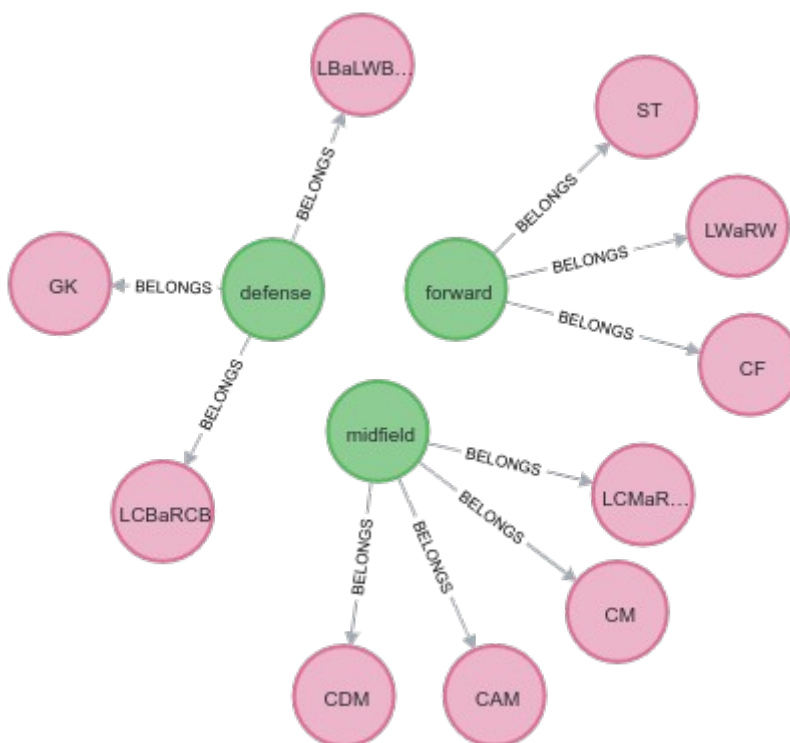 LBaLWB…
BELONGS
GK
BELONGS
defense
BELONGS
LCBaRCB
ST
BELONGS
LWaRW
BELONGS
forward
BELONGS
CF
midfield
BELONGS
LCMaR…
BELONGS
CM
BELONGS
CAM
BELONGS
CDM